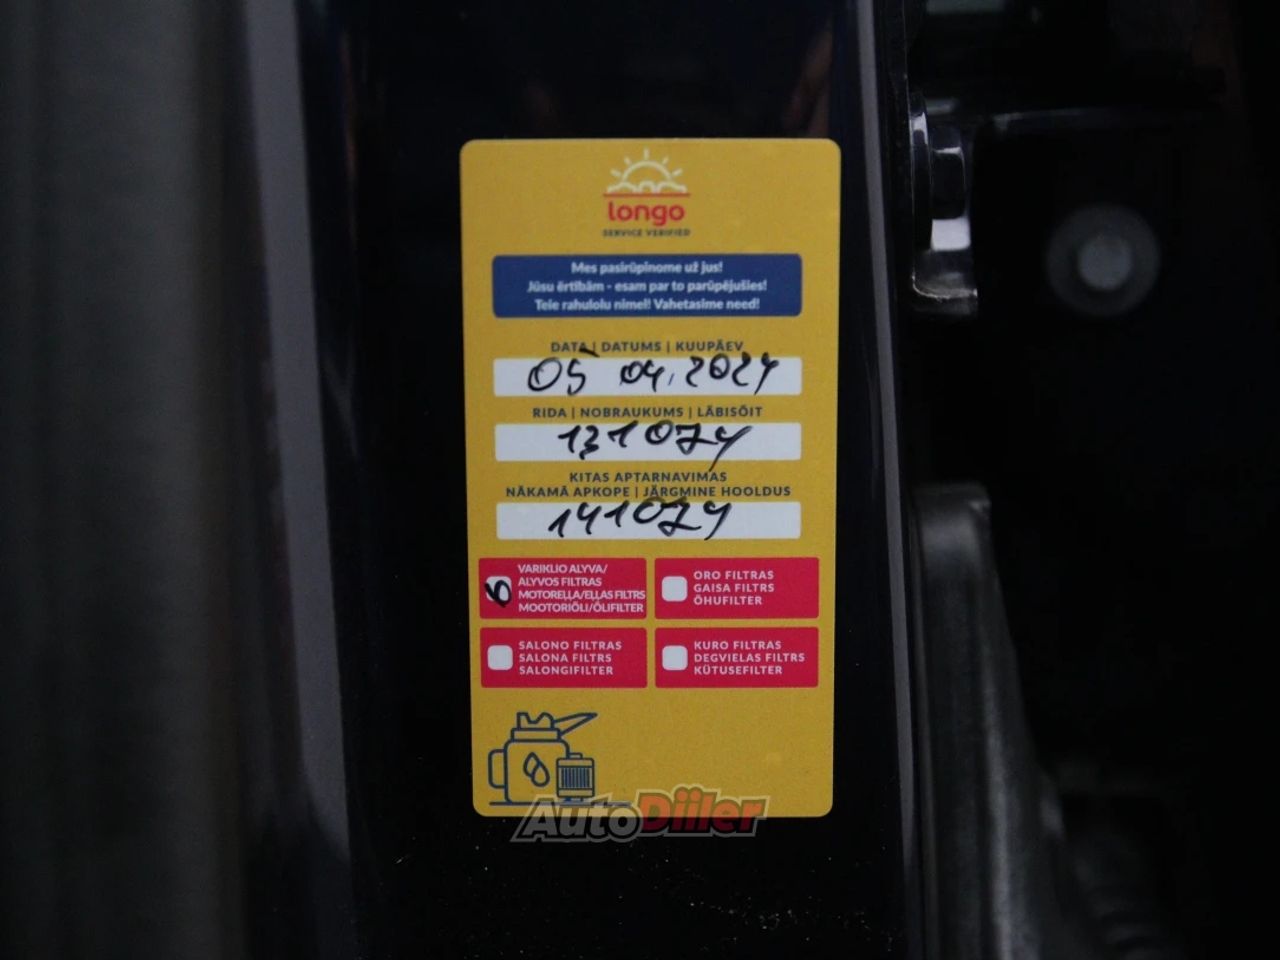 longo
SERVICE VERIFIED
Mes pasirūpinome už jus!
Jūsu ērtībām - esam par to parūpējušies!
Teie rahulolu nimel! Vahetasime need!
DATA | DATUMS | KUUPÄEV
05 04.2024
RIDA | NOBRAUKUMS | LÄBISÕIT
131074
KITAS APTARNAVIMAS
NĀKAMĀ APKOPE | JÄRGMINE HOOLDUS
141074
VARIKLIO ALYVA/
ALYVOS FILTRAS
MOTOREĻĻA/EĻĻAS FILTRS
MOOTORIÕLI/ÕLIFILTER
ORO FILTRAS
GAISA FILTRS
ÕHUFILTER
SALONO FILTRAS
SALONA FILTRS
SALONGIFILTER
KURO FILTRAS
DEGVIELAS FILTRS
KÜTUSEFILTER
AutoDiiler